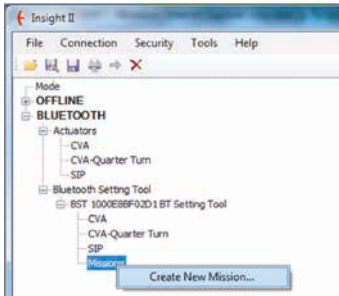 Insight II
File Connection Security Tools Help
Mode
OFFLINE
BLUETOOTH
Actuators
CVA
CVA-Quarter Turn
SIP
Bluetooth Setting Tool
BST 1000E8BF02D1 BT Setting Tool
CVA
CVA-Quarter Turn
SIP
Missions
Create New Mission...